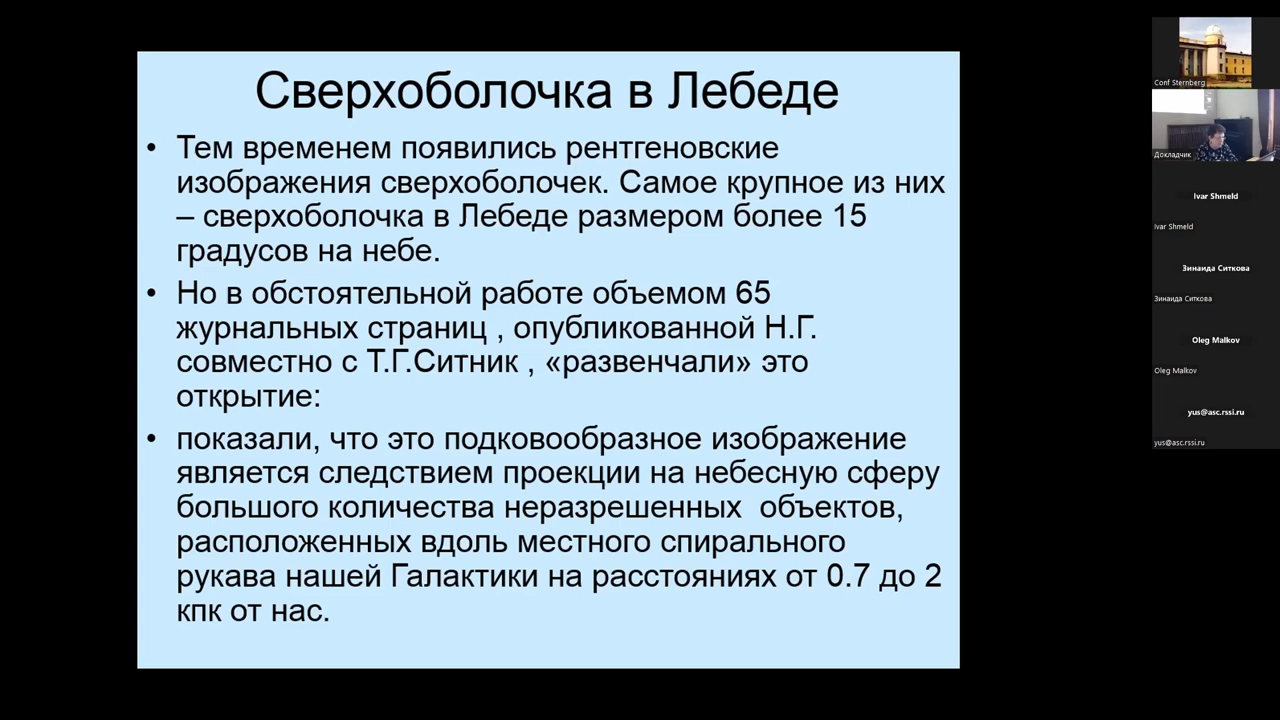 Сверхоболочка в Лебеде
• Тем временем появились рентгеновские
изображения сверхоболочек. Самое крупное из них
– сверхоболочка в Лебеде размером более 15
градусов на небе.
• Но в обстоятельной работе объемом 65
журнальных страниц , опубликованной Н.Г.
совместно с Т.Г.Ситник , «развенчали» это
открытие:
• показали, что это подковообразное изображение
является следствием проекции на небесную сферу
большого количества неразрешенных  объектов,
расположенных вдоль местного спирального
рукава нашей Галактики на расстояниях от 0.7 до 2
кпк от нас.
Conf Sternberg
Докладчик
Ivar Shmeld
Ivar Shmeld
Зинаида Ситкова
Зинаида Ситкова
Oleg Malkov
Oleg Malkov
yus@asc.rssi.ru
yus@asc.rssi.ru